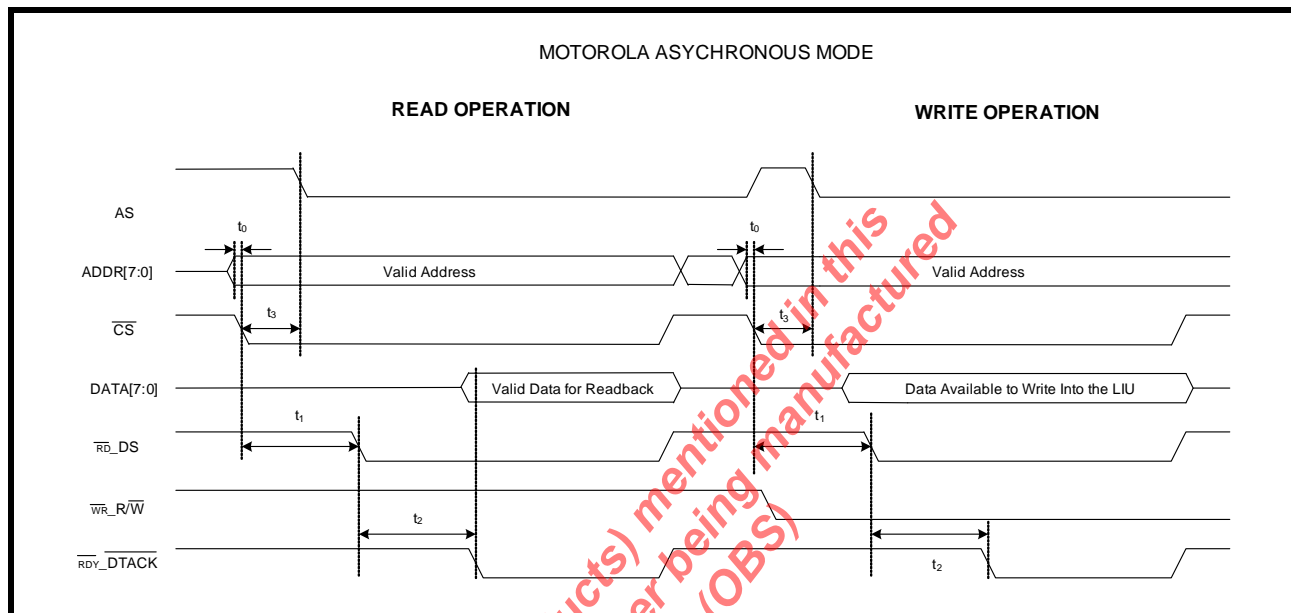 MOTOROLA ASYCHRONOUS MODE
READ OPERATION
WRITE OPERATION
AS
t0
t0
ADDR[7:0]
Valid Address
Valid Address
t3
t3
CS
DATA[7:0]
Valid Data for Readback
Data Available to Write Into the LIU
t1
t1
RD_DS
WR_R/W
t2
t2
RDY_DTACK
mentioned in this
being manufactured
(OBS)